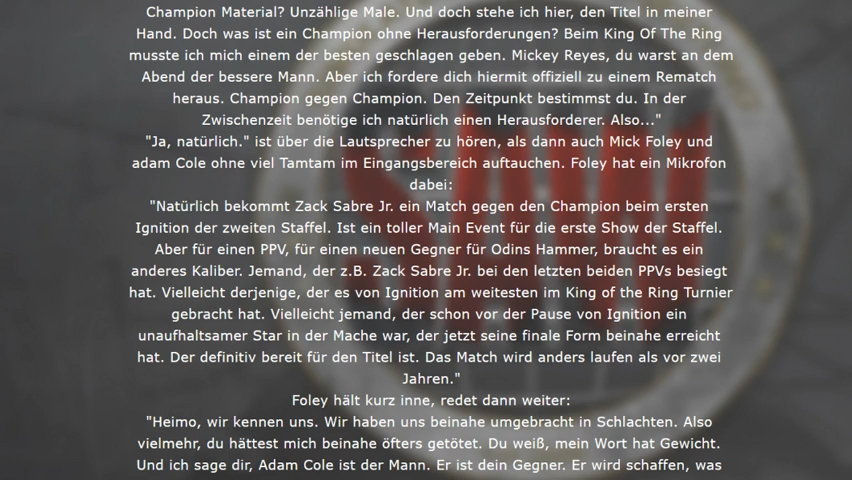 Champion Material? Unzählige Male. Und doch stehe ich hier, den Titel in meiner
Hand. Doch was ist ein Champion ohne Herausforderungen? Beim King Of The Ring
musste ich mich einem der besten geschlagen geben. Mickey Reyes, du warst an dem
Abend der bessere Mann. Aber ich fordere dich hiermit offiziell zu einem Rematch
heraus. Champion gegen Champion. Den Zeitpunkt bestimmst du. In der
Zwischenzeit benötige ich natürlich einen Herausforderer. Also..."
"Ja, natürlich." ist über die Lautsprecher zu hören, als dann auch Mick Foley und
adam Cole ohne viel Tamtam im Eingangsbereich auftauchen. Foley hat ein Mikrofon
dabei:
"Natürlich bekommt Zack Sabre Jr. ein Match gegen den Champion beim ersten
Ignition der zweiten Staffel. Ist ein toller Main Event für die erste Show der Staffel.
Aber für einen PPV, für einen neuen Gegner für Odins Hammer, braucht es ein
anderes Kaliber. Jemand, der z.B. Zack Sabre Jr. bei den letzten beiden PPVs besiegt
hat. Vielleicht derjenige, der es von Ignition am weitesten im King of the Ring Turnier
gebracht hat. Vielleicht jemand, der schon vor der Pause von Ignition ein
unaufhaltsamer Star in der Mache war, der jetzt seine finale Form beinahe erreicht
hat. Der definitiv bereit für den Titel ist. Das Match wird anders laufen als vor zwei
Jahren."
Foley hält kurz inne, redet dann weiter:
"Heimo, wir kennen uns. Wir haben uns beinahe umgebracht in Schlachten. Also
vielmehr, du hättest mich beinahe öfters getötet. Du weiß, mein Wort hat Gewicht.
Und ich sage dir, Adam Cole ist der Mann. Er ist dein Gegner. Er wird schaffen, was